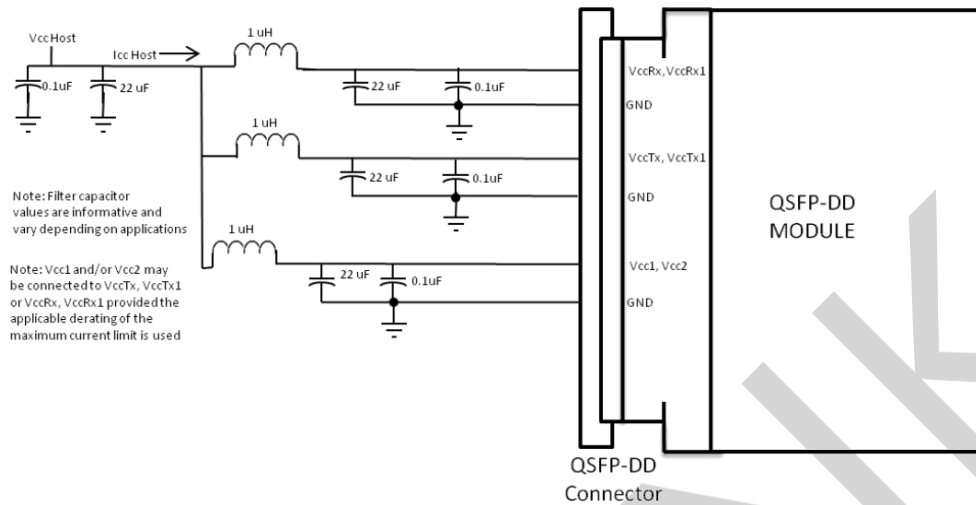 Vcc Host
Icc Host
0.1uF
22 uF
1 uH
22 uF
0.1uF
VccRx, VccRx1
GND
1 uH
22 uF
0.1uF
VccTx, VccTx1
GND
Note: Filter capacitor
values are informative and
vary depending on applications
1 uH
22 uF
0.1uF
Vcc1, Vcc2
GND
Note: Vcc1 and/or Vcc2 may
be connected to VccTx, VccTx1
or VccRx, VccRx1 provided the
applicable derating of the
maximum current limit is used
QSFP-DD
MODULE
QSFP-DD
Connector